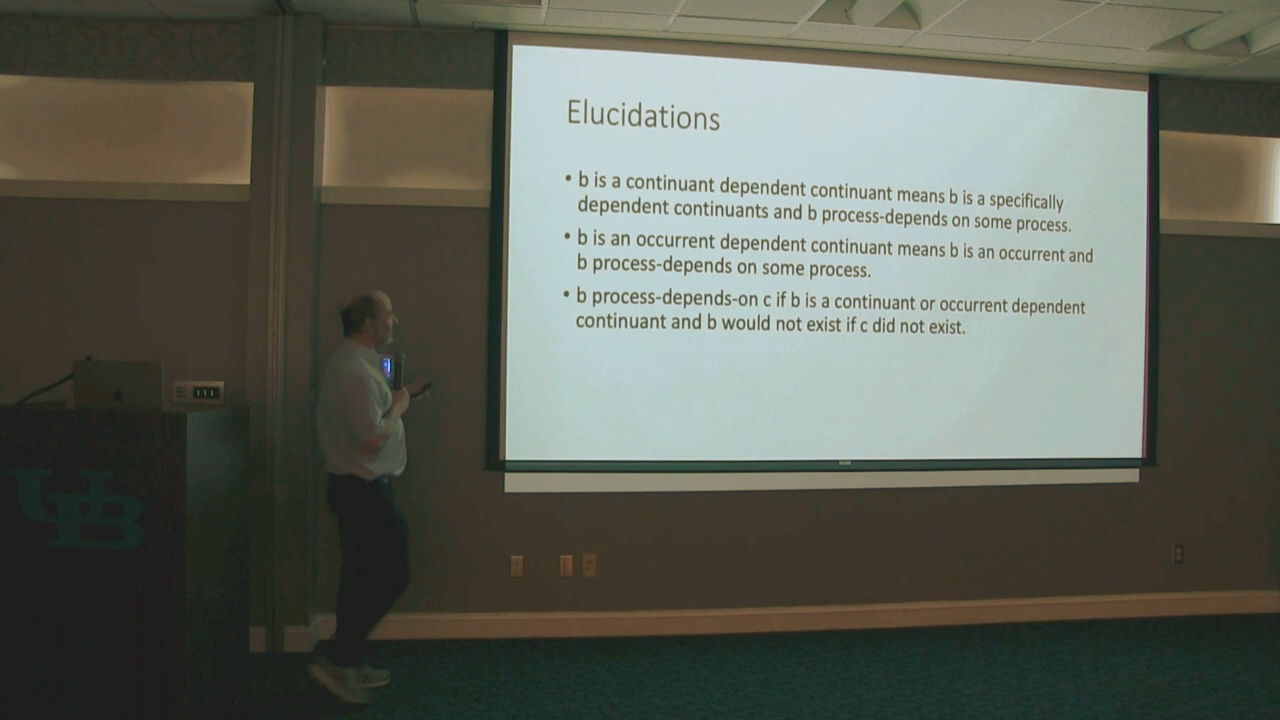 Elucidations
• b is a continuant dependent continuant means b is a specifically
dependent continuants and b process-depends on some process.
• b is an occurrent dependent continuant means b is an occurrent and
b process-depends on some process.
• b process-depends-on c if b is a continuant or occurrent dependent
continuant and b would not exist if c did not exist.
UB